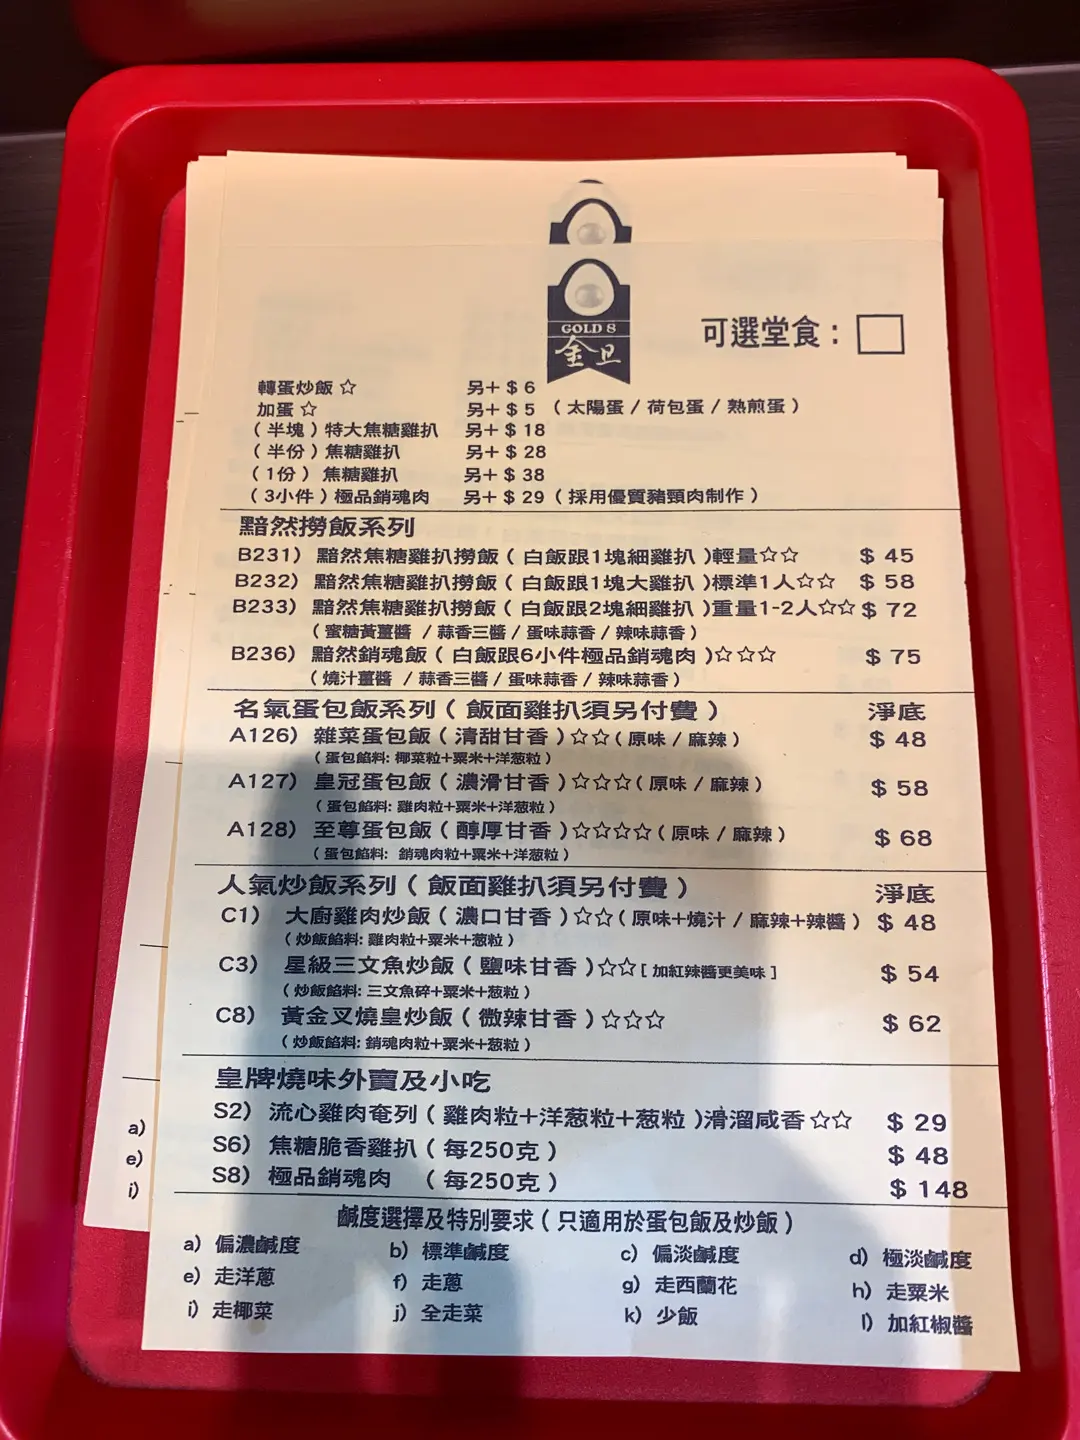 GOLD 8
金旦
可選堂食：
轉蛋炒飯 ☆ 另+ $ 6
加蛋 ☆ 另+ $ 5 ( 太陽蛋 / 荷包蛋 / 熟煎蛋 )
( 半塊 ) 特大焦糖雞扒 另+ $ 18
( 半份 ) 焦糖雞扒 另+ $ 28
( 1份 ) 焦糖雞扒 另+ $ 38
( 3小件 ) 極品銷魂肉 另+ $ 29 ( 採用優質豬頸肉制作 )
黯然撈飯系列
B231) 黯然焦糖雞扒撈飯 ( 白飯跟1塊細雞扒 )輕量☆☆ $ 45
B232) 黯然焦糖雞扒撈飯 ( 白飯跟1塊大雞扒 )標準1人☆☆ $ 58
B233) 黯然焦糖雞扒撈飯 ( 白飯跟2塊細雞扒 )重量1-2人☆☆ $ 72
( 蜜糖黃薑醬 / 蒜香三醬 / 蛋味蒜香 / 辣味蒜香 )
B236) 黯然銷魂飯 ( 白飯跟6小件極品銷魂肉 )☆☆☆ $ 75
( 燒汁薑醬 / 蒜香三醬 / 蛋味蒜香 / 辣味蒜香 )
名氣蛋包飯系列 ( 飯面雞扒須另付費 ) 淨底
A126) 雜菜蛋包飯 ( 清甜甘香 ) ☆☆ ( 原味 / 麻辣 ) $ 48
( 蛋包餡料: 椰菜粒+粟米+洋葱粒 )
A127) 皇冠蛋包飯 ( 濃滑甘香 ) ☆☆☆ ( 原味 / 麻辣 ) $ 58
( 蛋包餡料: 雞肉粒+粟米+洋葱粒 )
A128) 至尊蛋包飯 ( 醇厚甘香 ) ☆☆☆☆ ( 原味 / 麻辣 ) $ 68
( 蛋包餡料: 銷魂肉粒+粟米+洋葱粒 )
人氣炒飯系列 ( 飯面雞扒須另付費 ) 淨底
C1) 大廚雞肉炒飯 ( 濃口甘香 ) ☆☆ ( 原味+燒汁 / 麻辣+辣醬 ) $ 48
( 炒飯餡料: 雞肉粒+粟米+葱粒 )
C3) 星級三文魚炒飯 ( 鹽味甘香 ) ☆☆ [ 加紅辣醬更美味 ] $ 54
( 炒飯餡料: 三文魚碎+粟米+葱粒 )
C8) 黃金叉燒皇炒飯 ( 微辣甘香 ) ☆☆☆ $ 62
( 炒飯餡料: 銷魂肉粒+粟米+葱粒 )
皇牌燒味外賣及小吃
S2) 流心雞肉奄列 ( 雞肉粒+洋葱粒+葱粒 )滑溜咸香☆☆ $ 29
S6) 焦糖脆香雞扒 ( 每250克 ) $ 48
S8) 極品銷魂肉 ( 每250克 ) $ 148
鹹度選擇及特別要求 ( 只適用於蛋包飯及炒飯 )
a) 偏濃鹹度 b) 標準鹹度 c) 偏淡鹹度 d) 極淡鹹度
e) 走洋蔥 f) 走蔥 g) 走西蘭花 h) 走粟米
i) 走椰菜 j) 全走菜 k) 少飯 l) 加紅椒醬
a)
e)
i)